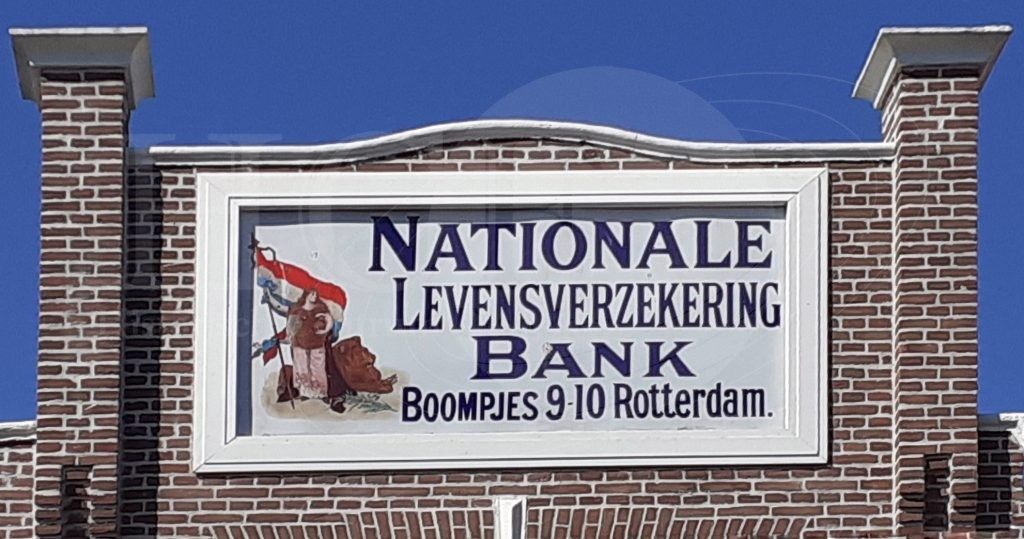 NATIONALE
LEVENSVERZEKERING
BANK
BOOMPJES 9-10 Rotterdam.